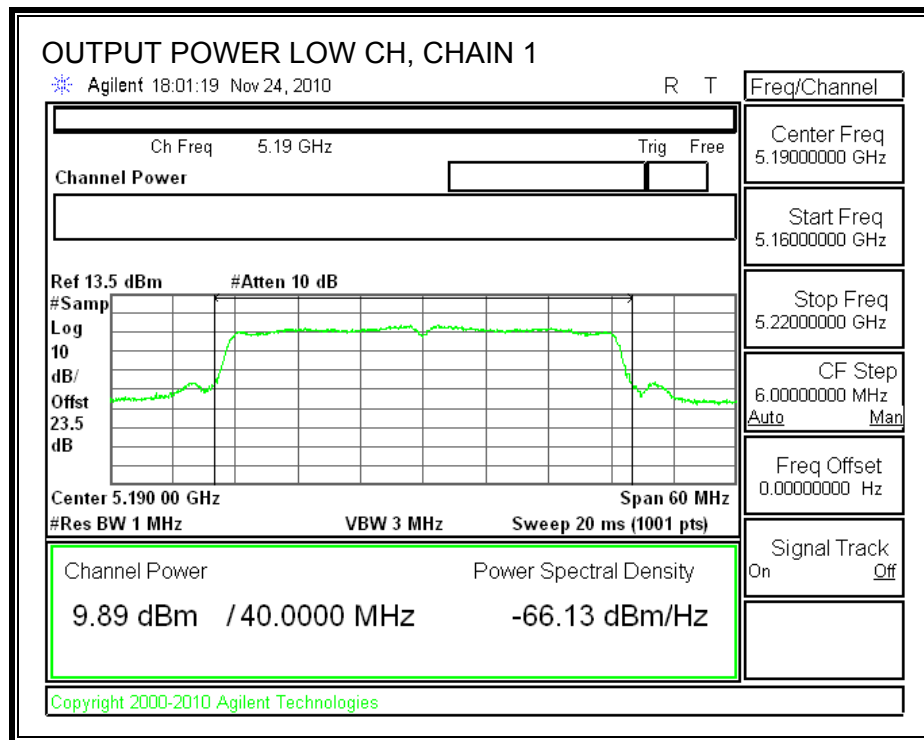 OUTPUT POWER LOW CH, CHAIN 1
Agilent 18:01:19 Nov 24, 2010 R T
Freq/Channel
Ch Freq 5.19 GHz Trig Free
Channel Power
Center Freq
5.19000000 GHz
Start Freq
5.16000000 GHz
Stop Freq
5.22000000 GHz
CF Step
6.00000000 MHz
Auto Man
Freq Offset
0.00000000 Hz
Signal Track
On Off
Ref 13.5 dBm #Atten 10 dB
#Samp
Log
10
dB/
Offst
23.5
dB
Center 5.190 00 GHz Span 60 MHz
#Res BW 1 MHz VBW 3 MHz Sweep 20 ms (1001 pts)
Channel Power Power Spectral Density
9.89 dBm / 40.0000 MHz -66.13 dBm/Hz
Copyright 2000-2010 Agilent Technologies